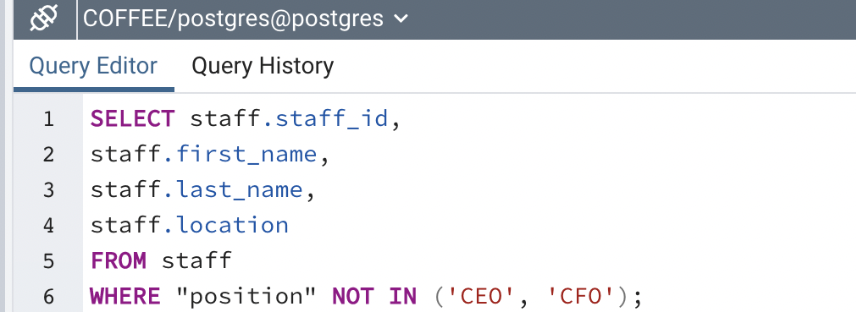 COFFEE/postgres@postgres
Query Editor Query History
1 SELECT staff.staff_id,
2 staff.first_name,
3 staff.last_name,
4 staff.location
5 FROM staff
6 WHERE "position" NOT IN ('CEO', 'CFO');